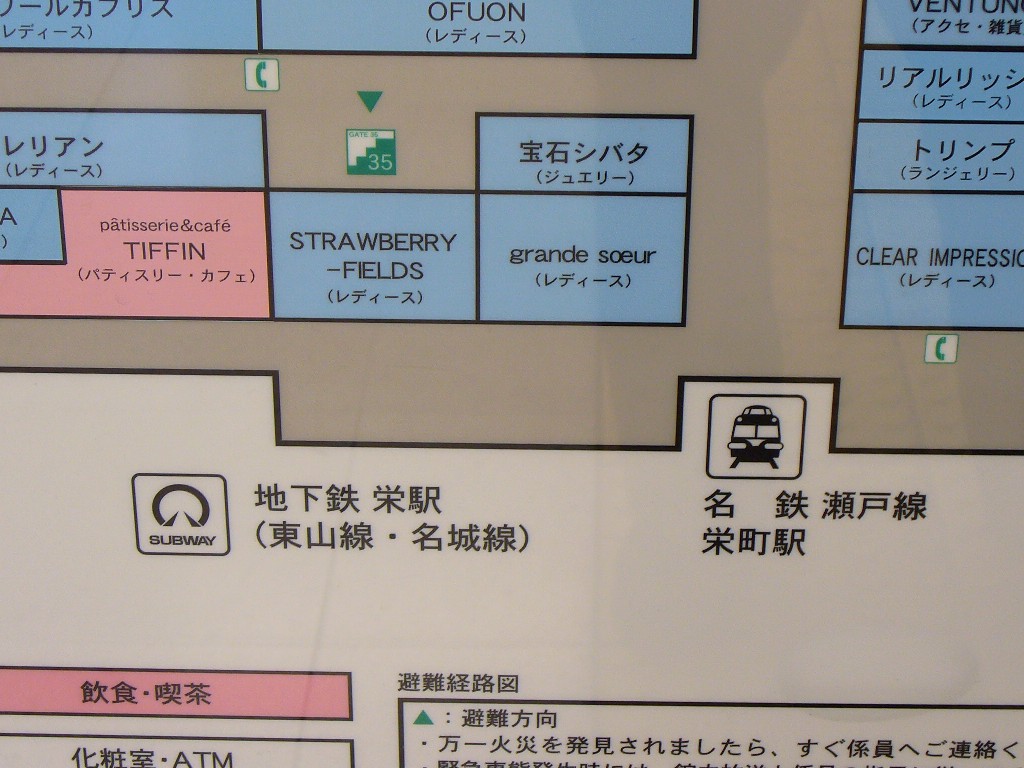 ールカプリス
レディース)
OFUON
(レディース)
VENTUNO
(アクセ・雑貨
リアルリッシ
(レディース)
GATE 35
35
レリアン
(レディース)
宝石シバタ
(ジュエリー)
トリンプ
(ランジェリー)
A
)
pâtisserie&café
TIFFIN
(パティスリー・カフェ)
STRAWBERRY
-FIELDS
(レディース)
grande soeur
(レディース)
CLEAR IMPRESSIO
(レディース)
SUBWAY
地下鉄 栄駅
(東山線・名城線)
名 鉄 瀬戸線
栄町駅
飲食・喫茶
化粧室・ATM
避難経路図
▲:避難方向
・万一火災を発見されましたら、すぐ係員へご連絡く